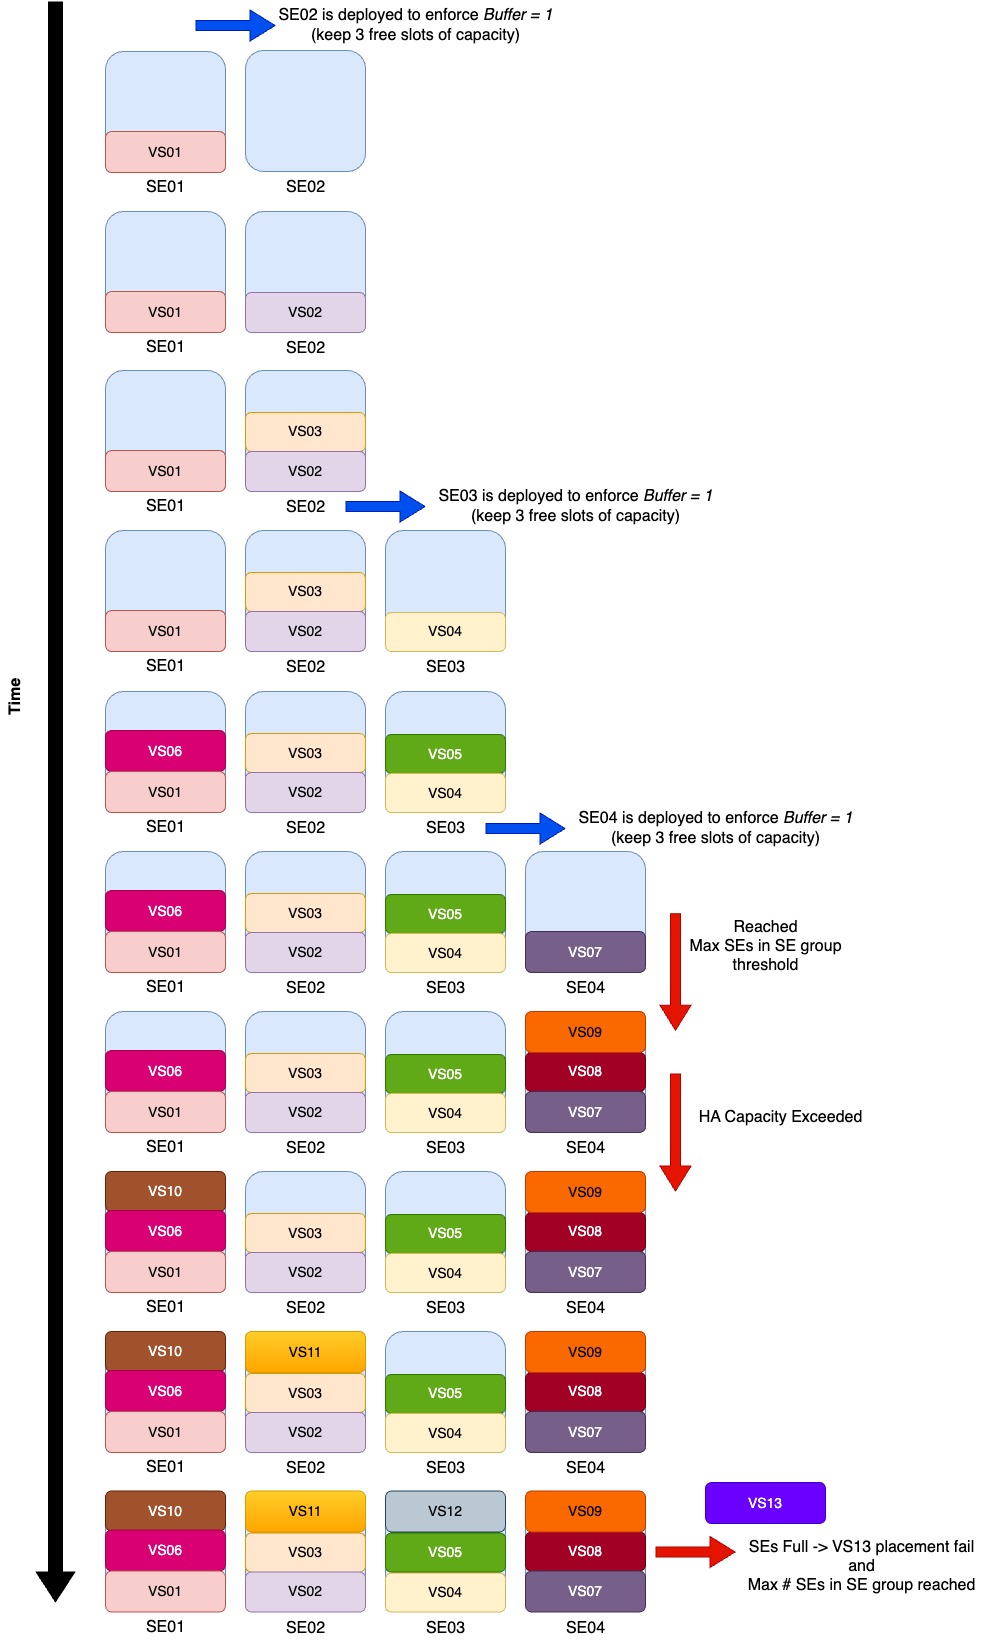 SE02 is deployed to enforce Buffer = 1
(keep 3 free slots of capacity)
VS01
SE01 SE02
VS01 VS02
SE01 SE02
VS03
VS01 VS02
SE01 SE02
SE03 is deployed to enforce Buffer = 1
(keep 3 free slots of capacity)
VS03
VS01 VS02 VS04
SE01 SE02 SE03
Time
VS06 VS03 VS05
VS01 VS02 VS04
SE01 SE02 SE03
SE04 is deployed to enforce Buffer = 1
(keep 3 free slots of capacity)
VS06 VS03 VS05
VS01 VS02 VS04 VS07
SE01 SE02 SE03 SE04
Reached
Max SEs in SE group
threshold
VS09
VS06 VS03 VS05 VS08
VS01 VS02 VS04 VS07
SE01 SE02 SE03 SE04
HA Capacity Exceeded
VS10 VS09
VS06 VS03 VS05 VS08
VS01 VS02 VS04 VS07
SE01 SE02 SE03 SE04
VS10 VS11 VS09
VS06 VS03 VS05 VS08
VS01 VS02 VS04 VS07
SE01 SE02 SE03 SE04
VS10 VS11 VS12 VS09
VS06 VS03 VS05 VS08
VS01 VS02 VS04 VS07
SE01 SE02 SE03 SE04
VS13
SEs Full -> VS13 placement fail
and
Max # SEs in SE group reached